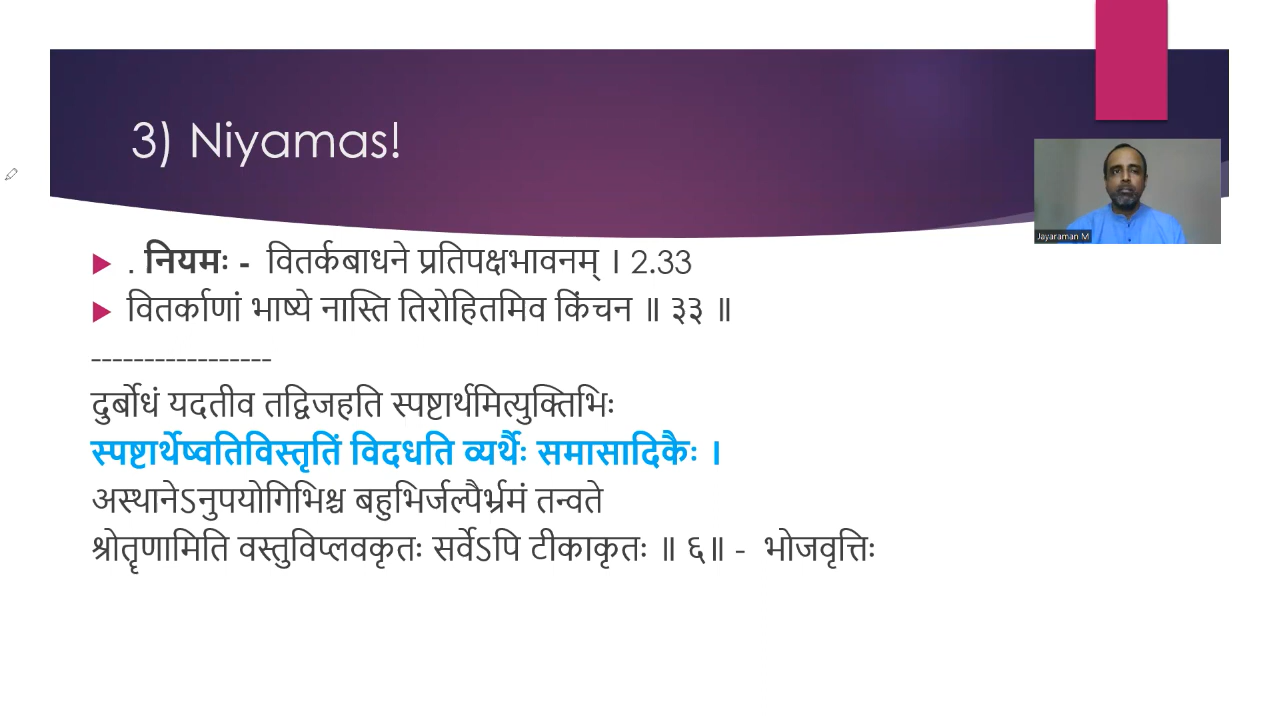 3) Niyamas!
Jayaraman M
. नियमः - वितर्कबाधने प्रतिपक्षभावनम् । 2.33
वितर्काणां भाष्ये नास्ति तिरोहितमिव किंचन ॥ ३३ ॥
-----------------
दुर्बोधं यदतीव तद्विजहति स्पष्टार्थमित्युक्तिभिः
स्पष्टार्थेष्वतिविस्तृतिं विदधति व्यर्थैः समासादिकैः ।
अस्थानेऽनुपयोगिभिश्च बहुभिर्जल्पैर्भ्रमं तन्वते
श्रोतॄणामिति वस्तुविप्लवकृतः सर्वेऽपि टीकाकृतः ॥ ६॥ - भोजवृत्तिः